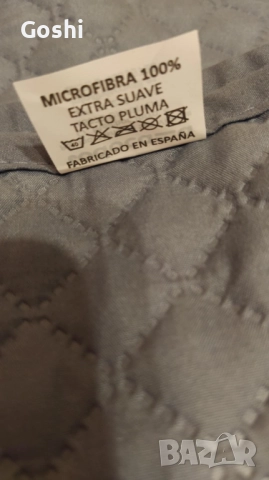 Goshi
MICROFIBRA 100%
EXTRA SUAVE
TACTO PLUMA
FABRICADO EN ESPAÑA
BAZAR